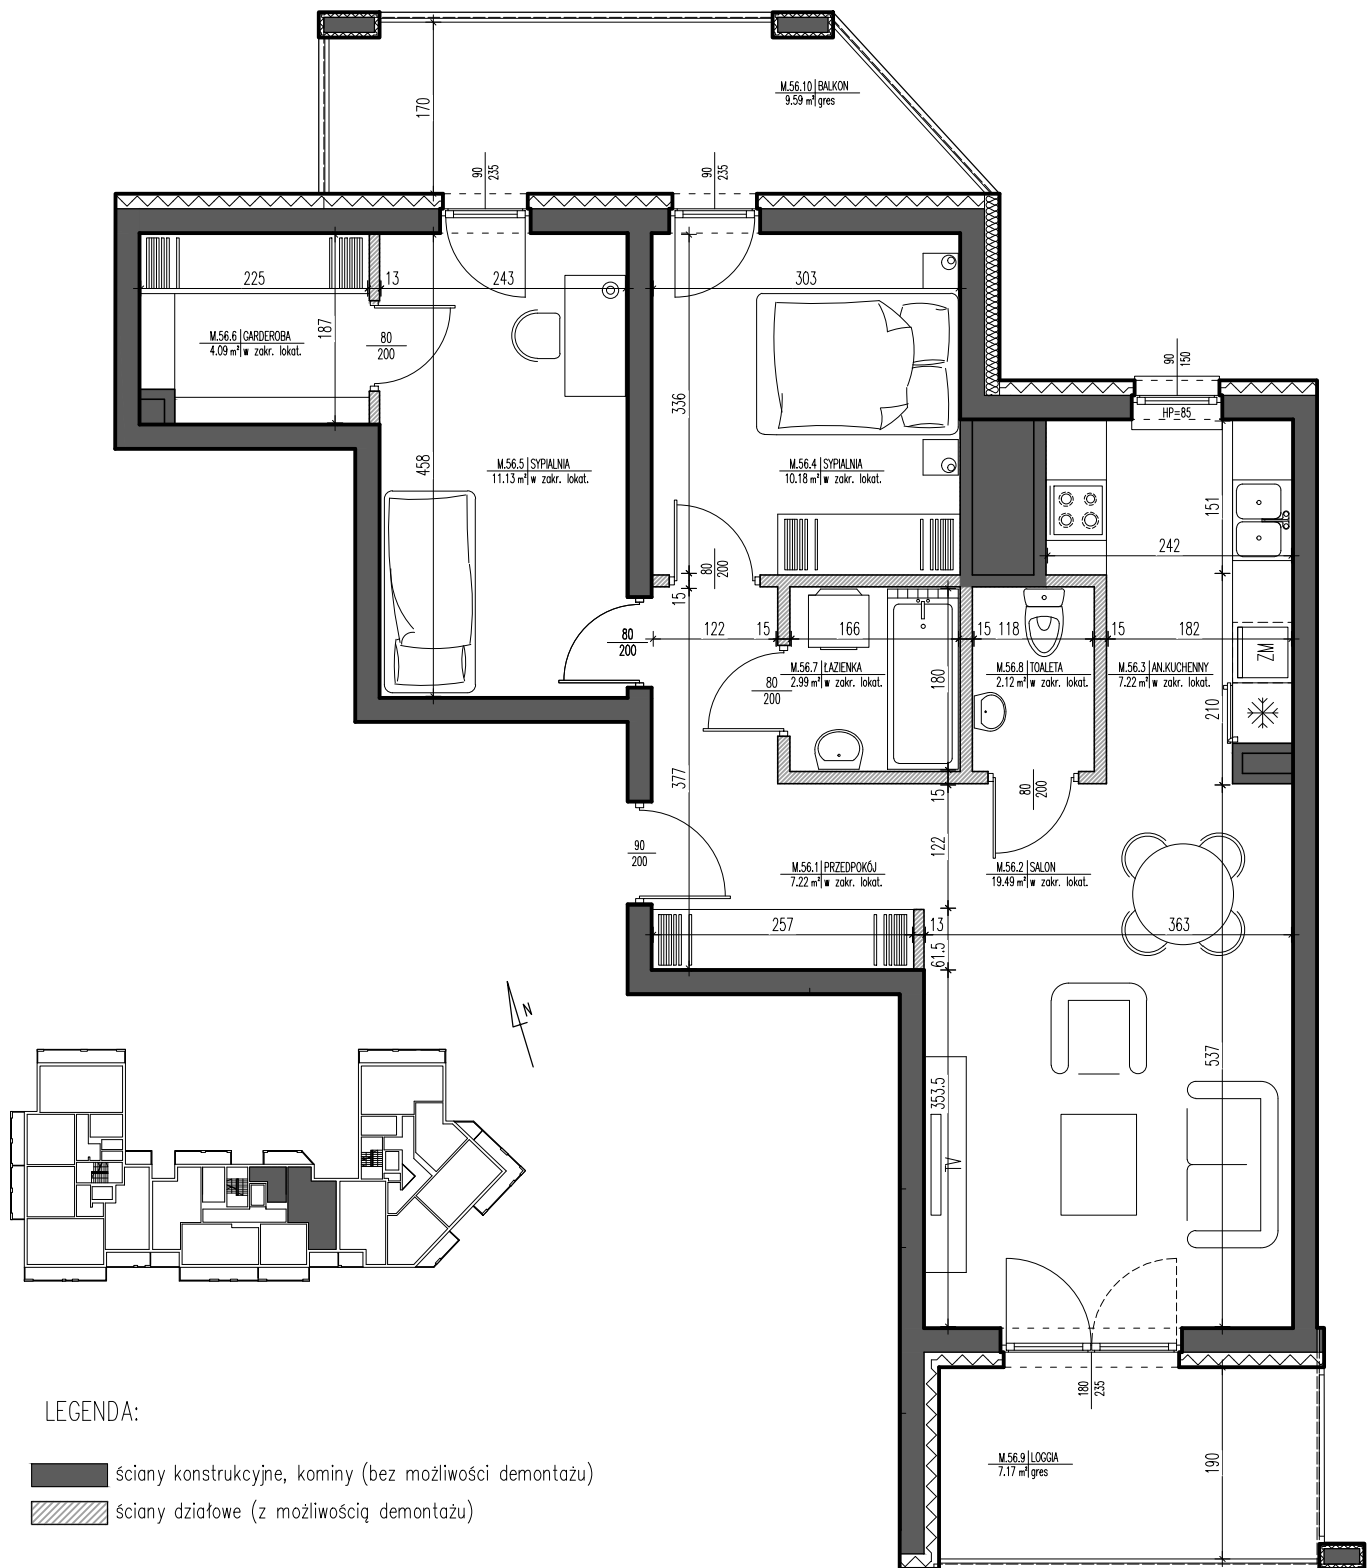 M.56.10 BALKON
9.59 m² gres
170
90
235
90
235
225
13
243
303
187
M.56.6 GARDEROBA
4.09 m² w zakr. lokat.
80
200
90
150
HP=85
336
458
M.56.5 SYPIALNIA
11.13 m² w zakr. lokat.
M.56.4 SYPIALNIA
10.18 m² w zakr. lokat.
151
242
80
200
15
80
200
122
15
166
15
118
15
182
M.56.7 ŁAZIENKA
2.99 m² w zakr. lokat.
M.56.8 TOALETA
2.12 m² w zakr. lokat.
M.56.3 AN.KUCHENNY
7.22 m² w zakr. lokat.
ZM
80
200
180
210
377
15
80
200
90
200
122
M.56.1 PRZEDPOKÓJ
7.22 m² w zakr. lokat.
M.56.2 SALON
19.49 m² w zakr. lokat.
257
13
363
61.5
N
537
353.5
TV
180
235
LEGENDA:
M.56.9 LOGGIA
7.17 m² gres
190
ściany konstrukcyjne, kominy (bez możliwości demontażu)
ściany działowe (z możliwością demontażu)